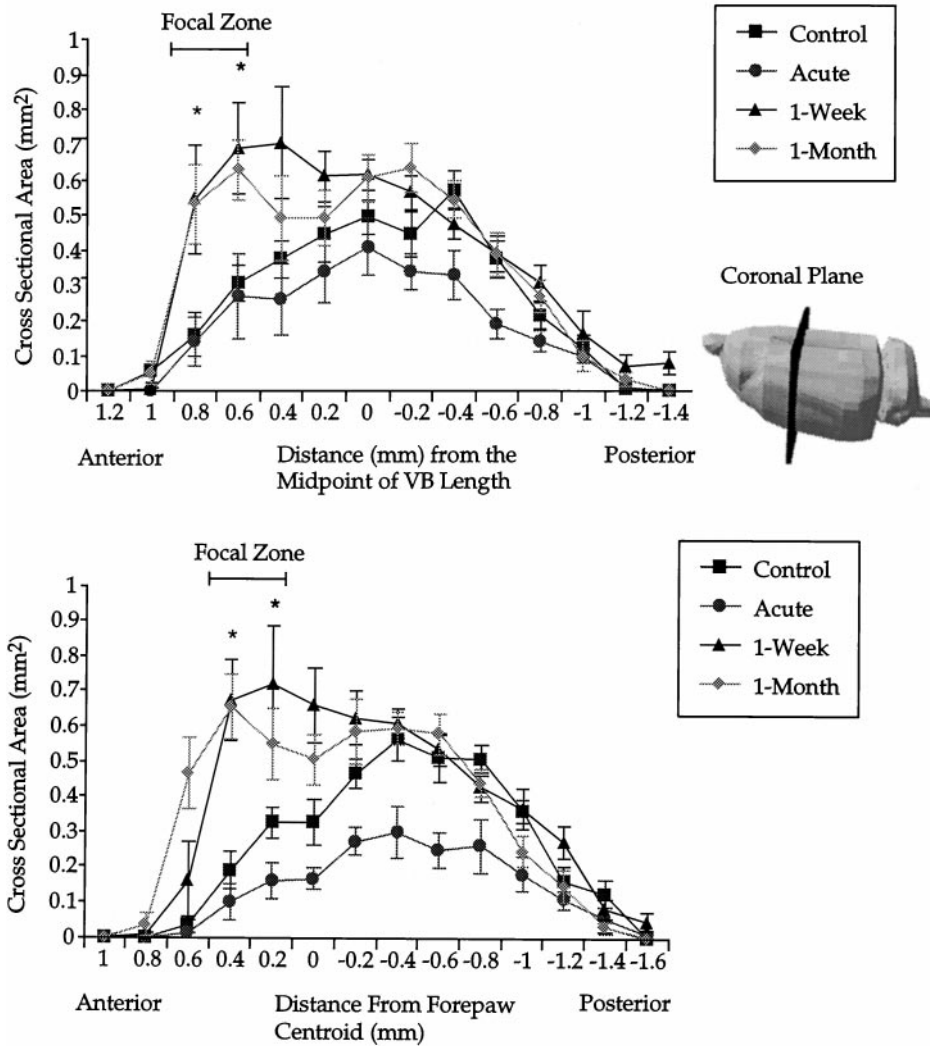 Focal Zone
Control
Acute
1-Week
1-Month
Cross Sectional Area (mm²)
1
0.9
0.8
0.7
0.6
0.5
0.4
0.3
0.2
0.1
0
*
*
1.2 1 0.8 0.6 0.4 0.2 0 -0.2 -0.4 -0.6 -0.8 -1 -1.2 -1.4
Anterior
Distance (mm) from the
Midpoint of VB Length
Posterior
Coronal Plane
Focal Zone
Control
Acute
1-Week
1-Month
Cross Sectional Area (mm²)
1
0.9
0.8
0.7
0.6
0.5
0.4
0.3
0.2
0.1
0
*
*
1 0.8 0.6 0.4 0.2 0 -0.2 -0.4 -0.6 -0.8 -1 -1.2 -1.4 -1.6
Anterior
Distance From Forepaw
Centroid (mm)
Posterior